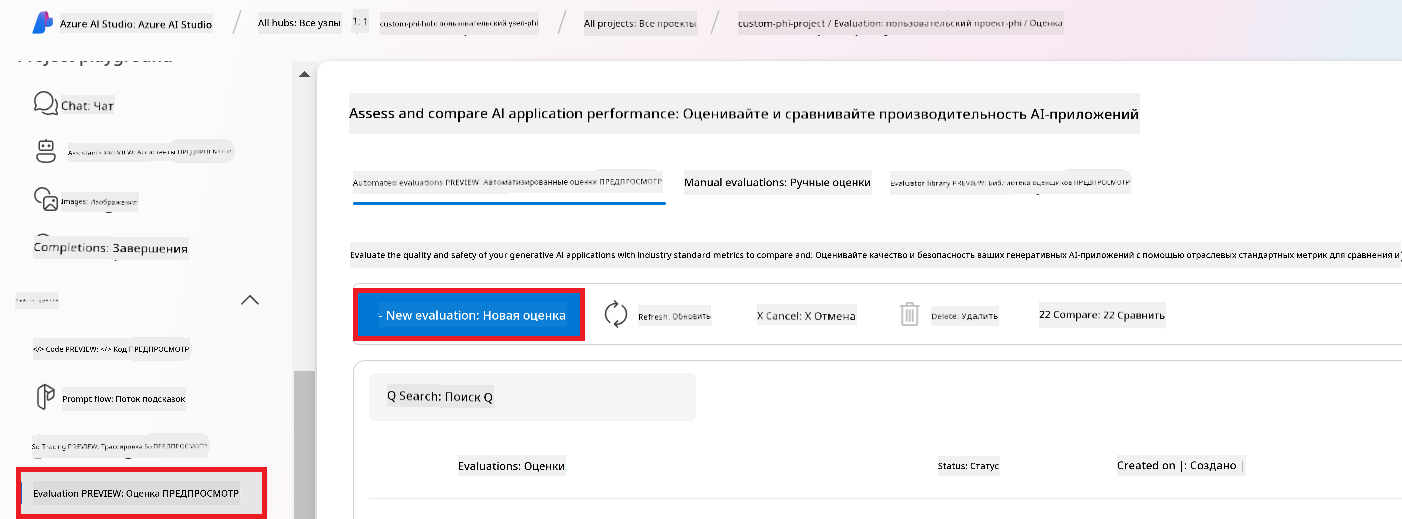 Azure AI Studio: Azure AI Studio / All hubs: Все узлы 1: 1 custom-phi-hub: пользовательский узел-phi / All projects: Все проекты / custom-phi-project / Evaluation: пользовательский проект-phi / Оценка
Project playground
Chat: Чат
Assistants PREVIEW: Ассистенты ПРЕДПРОСМОТР
Images: Изображения
Completions: Завершения
</> Code PREVIEW: </> Код ПРЕДПРОСМОТР
Prompt flow: Поток подсказок
So Tracing PREVIEW: Трассировка So ПРЕДПРОСМОТР
Evaluation PREVIEW: Оценка ПРЕДПРОСМОТР
Assess and compare AI application performance: Оценивайте и сравнивайте производительность AI-приложений
Automated evaluations PREVIEW Автоматизированные оценки ПРЕДПРОСМОТР
Manual evaluations: Ручные оценки
Evaluator library PREVIEW: Библиотека оценщиков ПРЕДПРОСМОТР
Evaluate the quality and safety of your generative AI applications with industry standard metrics to compare and: Оценивайте качество и безопасность ваших генеративных AI-приложений с помощью отраслевых стандартных метрик для сравнения и
- New evaluation: Новая оценка
Refresh: Обновить
X Cancel: X Отмена
Delete: Удалить
22 Compare: 22 Сравнить
Q Search: Поиск Q
Evaluations: Оценки
Status: Статус
Created on |: Создано |